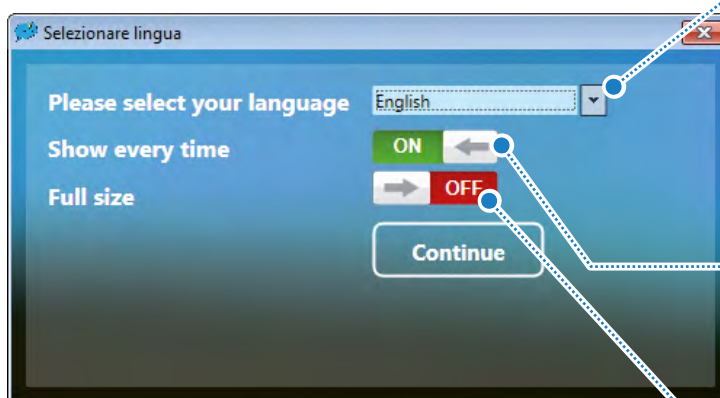 Selezionare lingua
Please select your language English
Show every time ON
Full size OFF
Continue